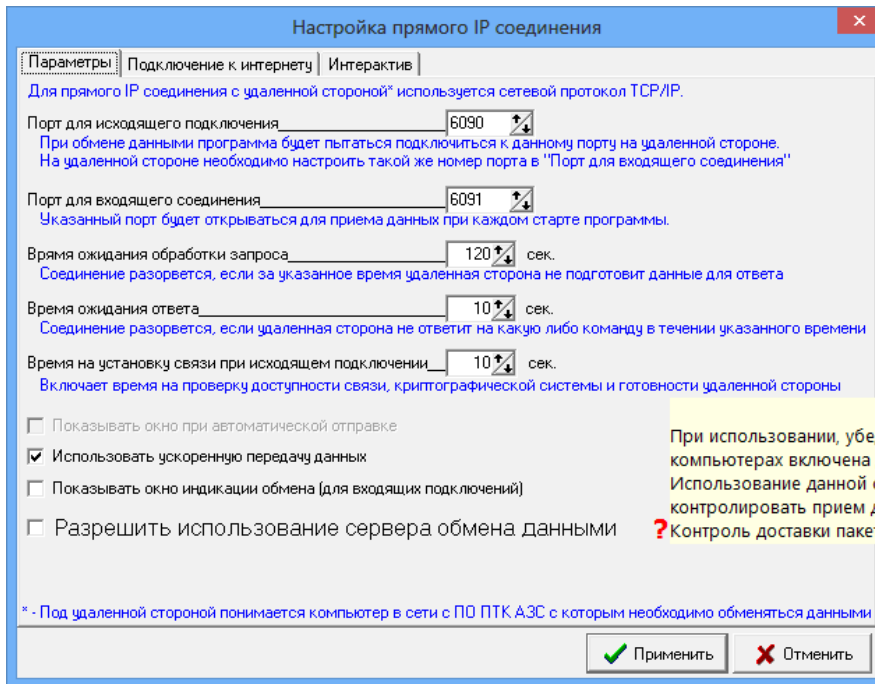 Настройка прямого IP соединения
Параметры Подключение к интернету Интерактив
Для прямого IP соединения с удаленной стороной* используется сетевой протокол TCP/IP.
Порт для исходящего подключения 6090
При обмене данными программа будет пытаться подключиться к данному порту на удаленной стороне.
На удаленной стороне необходимо настроить такой же номер порта в "Порт для входящего соединения"
Порт для входящего соединения 6091
Указанный порт будет открываться для приема данных при каждом старте программы.
Врямя ожидания обработки запроса 120 сек.
Соединение разорвется, если за указанное время удаленная сторона не подготовит данные для ответа
Время ожидания ответа 10 сек.
Соединение разорвется, если удаленная сторона не ответит на какую либо команду в течении указанного времени
Время на установку связи при исходящем подключении 10 сек.
Включает время на проверку доступности связи, криптографической системы и готовности удаленной стороны
Показывать окно при автоматической отправке
Использовать ускоренную передачу данных
Показывать окно индикации обмена (для входящих подключений)
Разрешить использование сервера обмена данными
При использовании, убе
компьютерах включена
Использование данной
контролировать прием
? Контроль доставки паке
* - Под удаленной стороной понимается компьютер в сети с ПО ПТК АЗС с которым необходимо обменяться данными
Применить Отменить